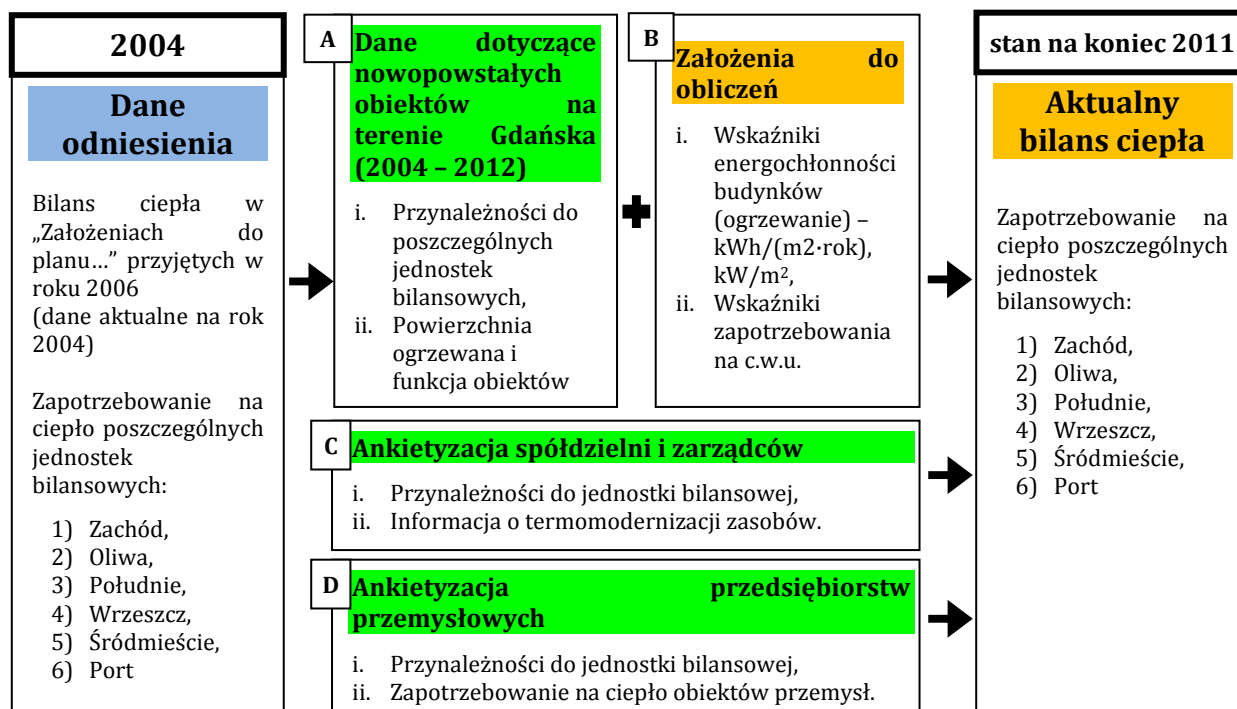 2004
Dane
odniesienia
Bilans ciepła w
„Założeniach do
planu…” przyjętych w
roku 2006
(dane aktualne na rok
2004)
Zapotrzebowanie na
ciepło poszczególnych
jednostek
bilansowych:
1) Zachód,
2) Oliwa,
3) Południe,
4) Wrzeszcz,
5) Śródmieście,
6) Port
A
Dane dotyczące
nowopowstałych
obiektów na
terenie Gdańska
(2004 – 2012)
i. Przynależności do
poszczególnych
jednostek
bilansowych,
ii. Powierzchnia
ogrzewana i
funkcja obiektów
B
Założenia do
obliczeń
i. Wskaźniki
energochłonności
budynków
(ogrzewanie) –
kWh/(m2·rok),
kW/m²,
ii. Wskaźniki
zapotrzebowania
na c.w.u.
C
Ankietyzacja spółdzielni i zarządców
i. Przynależności do jednostki bilansowej,
ii. Informacja o termomodernizacji zasobów.
D
Ankietyzacja przedsiębiorstw
przemysłowych
i. Przynależności do jednostki bilansowej,
ii. Zapotrzebowanie na ciepło obiektów przemysł.
stan na koniec 2011
Aktualny
bilans ciepła
Zapotrzebowanie na
ciepło poszczególnych
jednostek
bilansowych:
1) Zachód,
2) Oliwa,
3) Południe,
4) Wrzeszcz,
5) Śródmieście,
6) Port